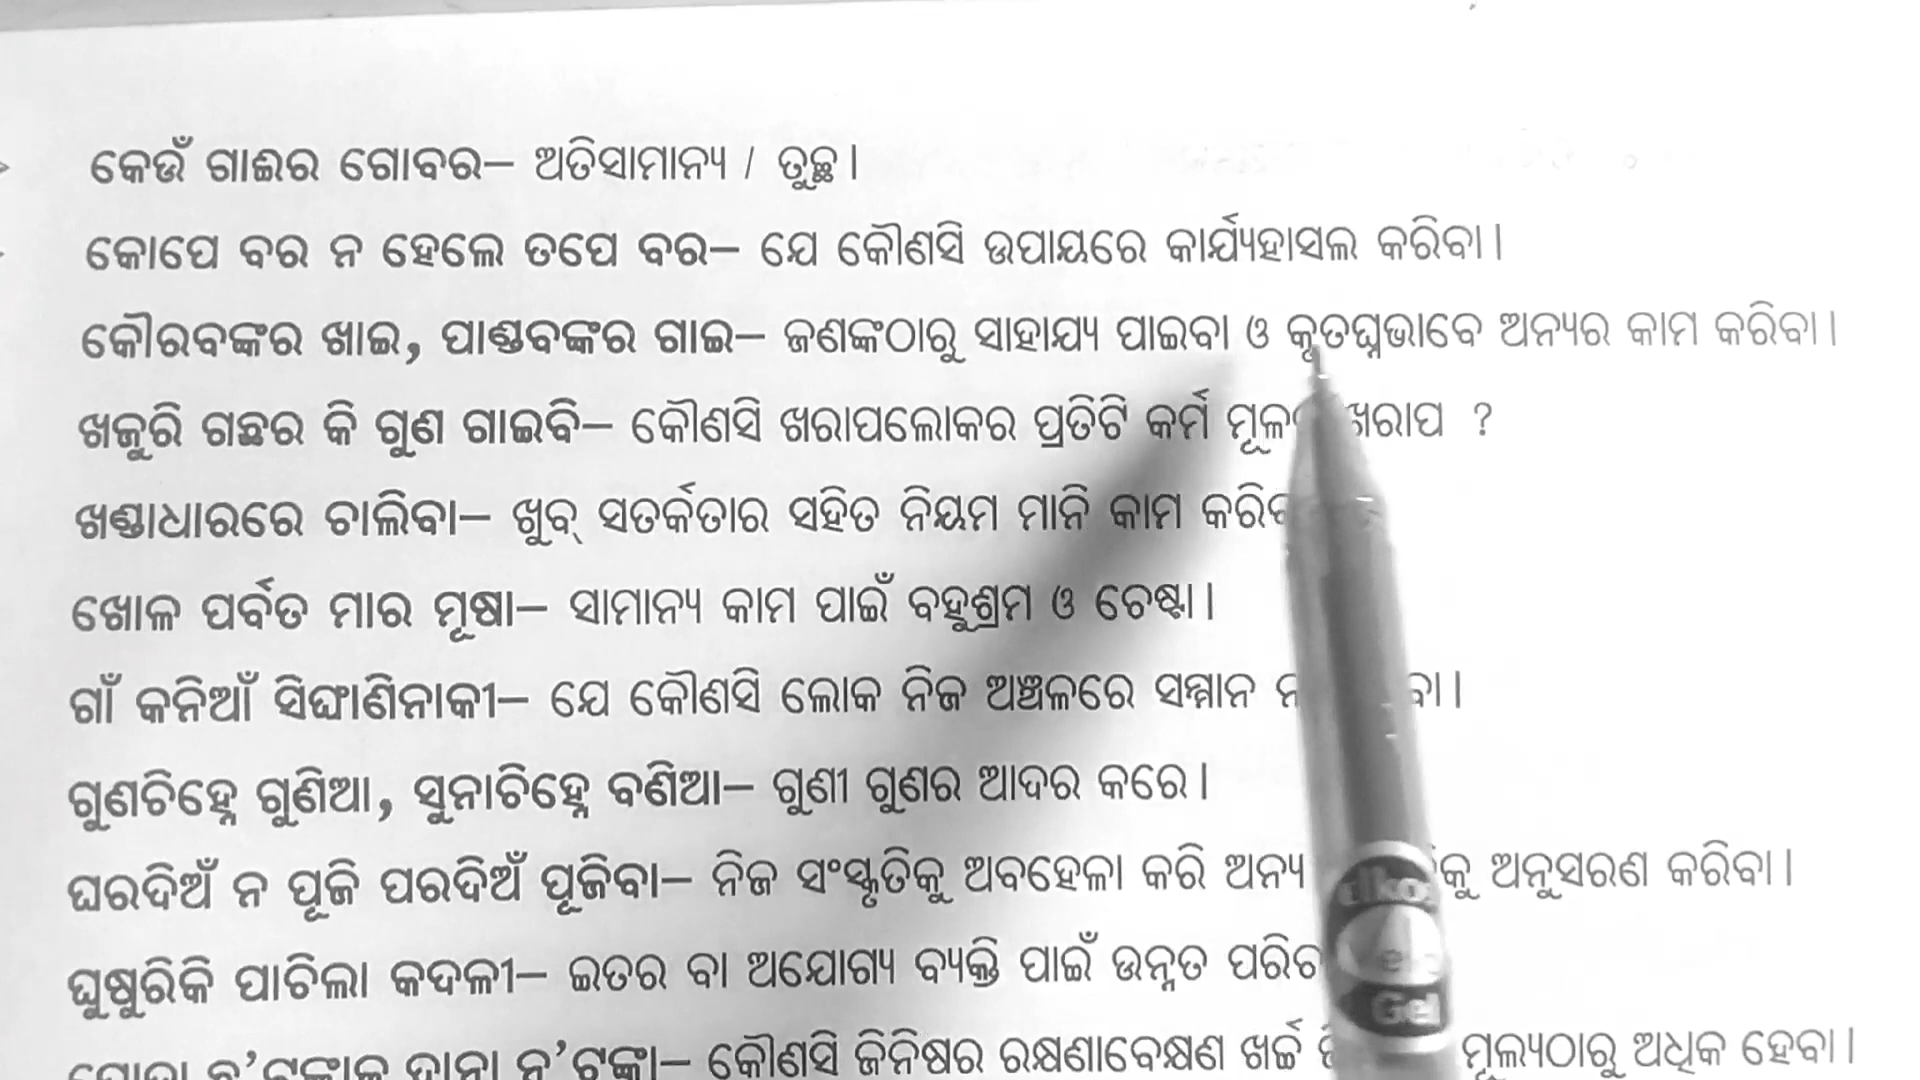 କେଉଁ ଗାଈର ଗୋବର– ଅତିସାମାନ୍ୟ / ତୁଚ୍ଛ।
କୋପେ ବର ନ ହେଲେ ତପେ ବର– ଯେ କୌଣସି ଉପାୟରେ କାର୍ଯ୍ୟହାସଲ କରିବା।
କୌରବଙ୍କର ଖାଇ, ପାଣ୍ଡବଙ୍କର ଗାଇ– ଜଣଙ୍କଠାରୁ ସାହାଯ୍ୟ ପାଇବା ଓ କୃତଘ୍ନଭାବେ ଅନ୍ୟର କାମ କରିବା।
ଖଜୁରି ଗଛର କି ଗୁଣ ଗାଇବି– କୌଣସି ଖରାପଲୋକର ପ୍ରତିଟି କର୍ମ ଖରାପ ?
ଖଣ୍ଡାଧାରରେ ଚାଲିବା– ଖୁବ୍ ସତର୍କତାର ସହିତ ନିୟମ ମାନି କାମ
ଖୋଳ ପର୍ବତ ମାର ମୂଷା– ସାମାନ୍ୟ କାମ ପାଇଁ ବହୁଶ୍ରମ ଓ ଚେଷ୍ଟା।
ଗାଁ କନିଆଁ ସିଙ୍ଘାଣିନାକୀ– ଯେ କୌଣସି ଲୋକ ନିଜ ଅଞ୍ଚଳରେ ସମ୍ମାନ
ଗୁଣଚିହ୍ନେ ଗୁଣିଆ, ସୁନାଚିହ୍ନେ ବଣିଆ– ଗୁଣୀ ଗୁଣର ଆଦର କରେ।
ଘରଦିଅଁ ନ ପୂଜି ପରଦିଅଁ ପୂଜିବା– ନିଜ ସଂସ୍କୃତିକୁ ଅବହେଳା କରି ଅନ୍ୟ ଅନୁସରଣ କରିବା।
ଘୁଷୁରିକି ପାଚିଲା କଦଳୀ– ଇତର ବା ଅଯୋଗ୍ୟ ବ୍ୟକ୍ତି ପାଇଁ ଉନ୍ନତ
କୌଣସି ଜିନିଷର ରକ୍ଷଣାବେକ୍ଷଣ ଖର୍ଚ୍ଚ ମୂଲ୍ୟଠାରୁ ଅଧିକ ହେବା।
Gel